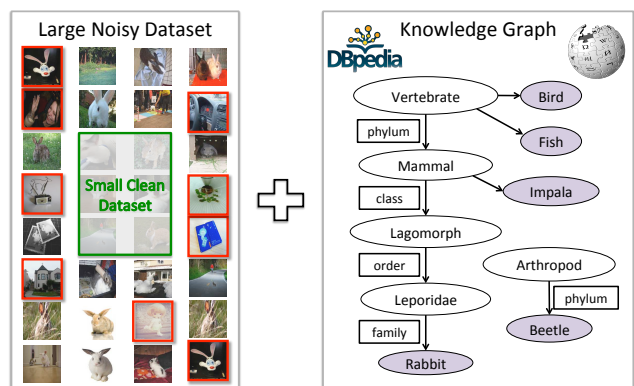 Large Noisy Dataset
Small Clean
Dataset
Knowledge Graph
DBpedia
Vertebrate
Bird
phylum
Fish
Mammal
Impala
class
Lagomorph
order
Arthropod
Leporidae
phylum
family
Beetle
Rabbit